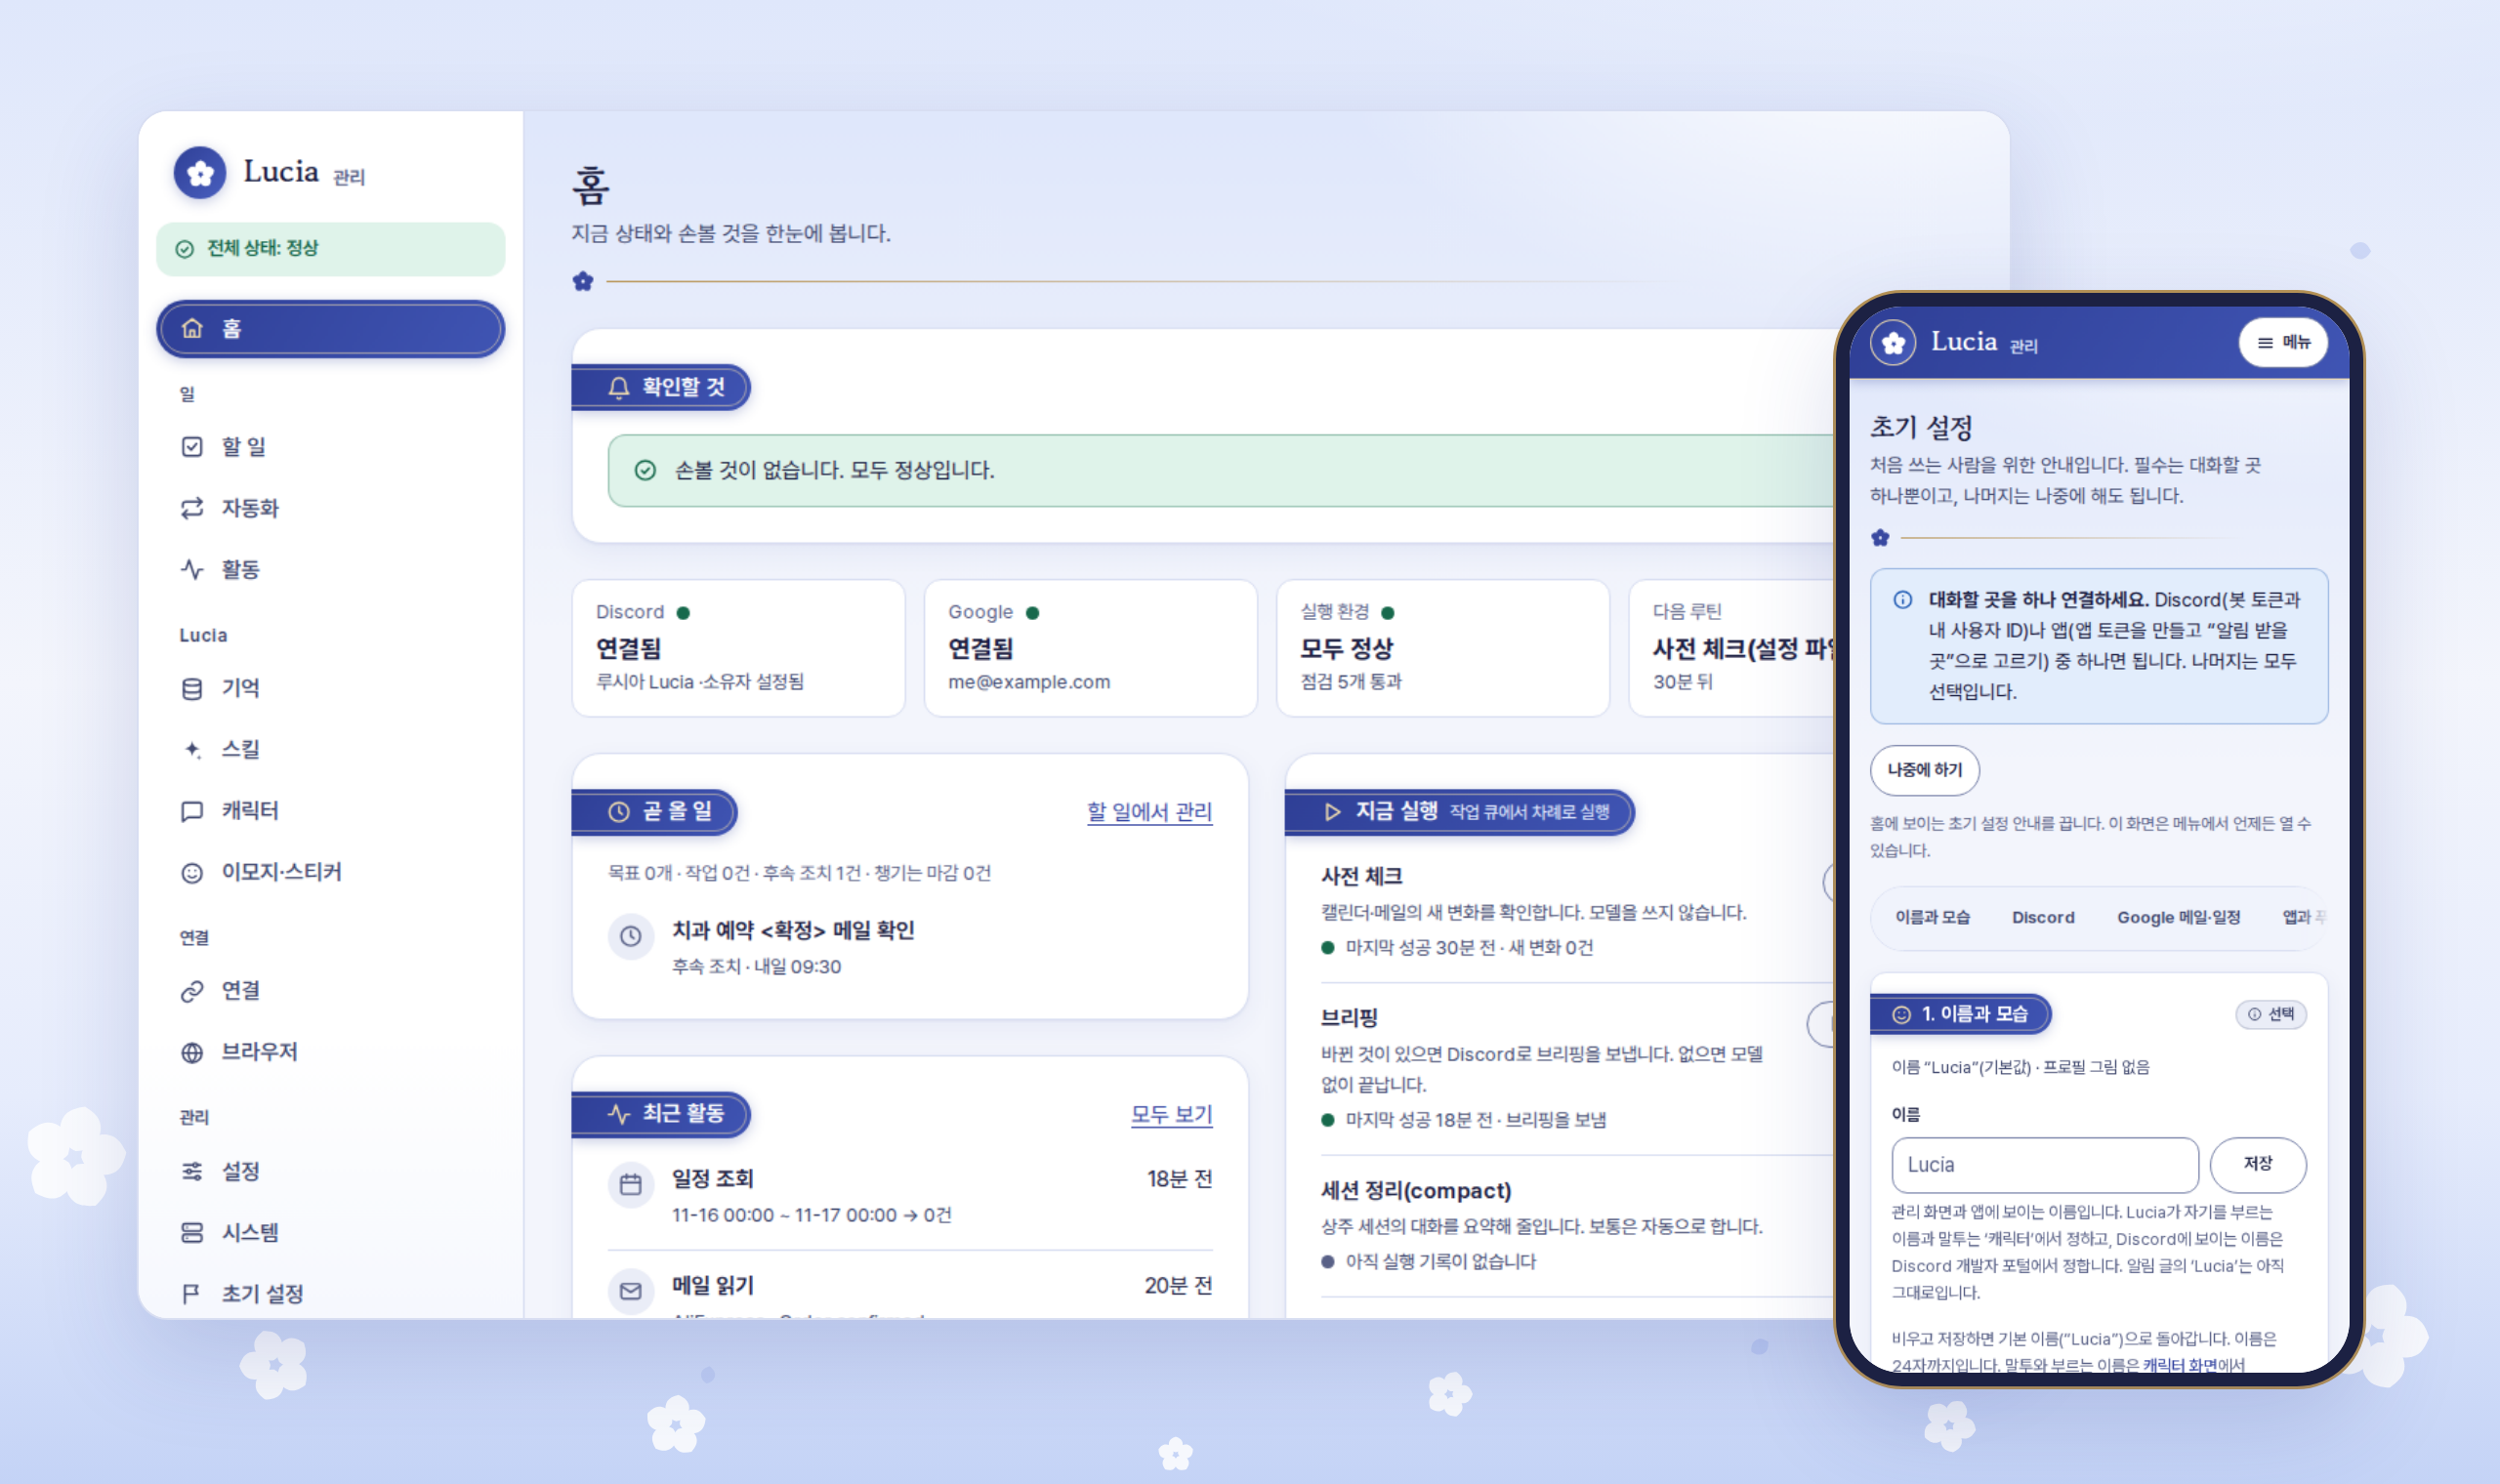 Lucia 관리
전체 상태: 정상
홈
일
할 일
자동화
활동
Lucia
기억
스킬
캐릭터
이모지·스티커
연결
연결
브라우저
관리
설정
시스템
초기 설정
홈
지금 상태와 손볼 것을 한눈에 봅니다.
확인할 것
손볼 것이 없습니다. 모두 정상입니다.
Discord
연결됨
루시아 Lucia ·소유자 설정됨
Google
연결됨
me@example.com
실행 환경
모두 정상
점검 5개 통과
다음 루틴
사전 체크(설정
30분 뒤
곧 올 일
할 일에서 관리
목표 0개 · 작업 0건 · 후속 조치 1건 · 챙기는 마감 0건
치과 예약 <확정> 메일 확인
후속 조치 · 내일 09:30
최근 활동
모두 보기
일정 조회
18분 전
11-16 00:00 ~ 11-17 00:00 → 0건
메일 읽기
20분 전
지금 실행 작업 큐에서 차례로 실행
사전 체크
캘린더·메일의 새 변화를 확인합니다. 모델을 쓰지 않습니다.
마지막 성공 30분 전 · 새 변화 0건
브리핑
바뀐 것이 있으면 Discord로 브리핑을 보냅니다. 없으면 모델
없이 끝납니다.
마지막 성공 18분 전 · 브리핑을 보냄
세션 정리(compact)
상주 세션의 대화를 요약해 줄입니다. 보통은 자동으로 합니다.
아직 실행 기록이 없습니다
Lucia 관리
메뉴
초기 설정
처음 쓰는 사람을 위한 안내입니다. 필수는 대화할 곳
하나뿐이고, 나머지는 나중에 해도 됩니다.
대화할 곳을 하나 연결하세요. Discord(봇 토큰과
내 사용자 ID)나 앱(앱 토큰을 만들고 “알림 받을
곳”으로 고르기) 중 하나면 됩니다. 나머지는 모두
선택입니다.
나중에 하기
홈에 보이는 초기 설정 안내를 끕니다. 이 화면은 메뉴에서 언제든 열 수
있습니다.
이름과 모습
Discord
Google 메일·일정
앱과
1. 이름과 모습
선택
이름 “Lucia”(기본값) · 프로필 그림 없음
이름
Lucia
저장
관리 화면과 앱에 보이는 이름입니다. Lucia가 자기를 부르는
이름과 말투는 ‘캐릭터’에서 정하고, Discord에 보이는 이름은
Discord 개발자 포털에서 정합니다. 알림 글의 ‘Lucia’는 아직
그대로입니다.
비우고 저장하면 기본 이름(“Lucia”)으로 돌아갑니다. 이름은
24자까지입니다. 말투와 부르는 이름은 캐릭터 화면에서